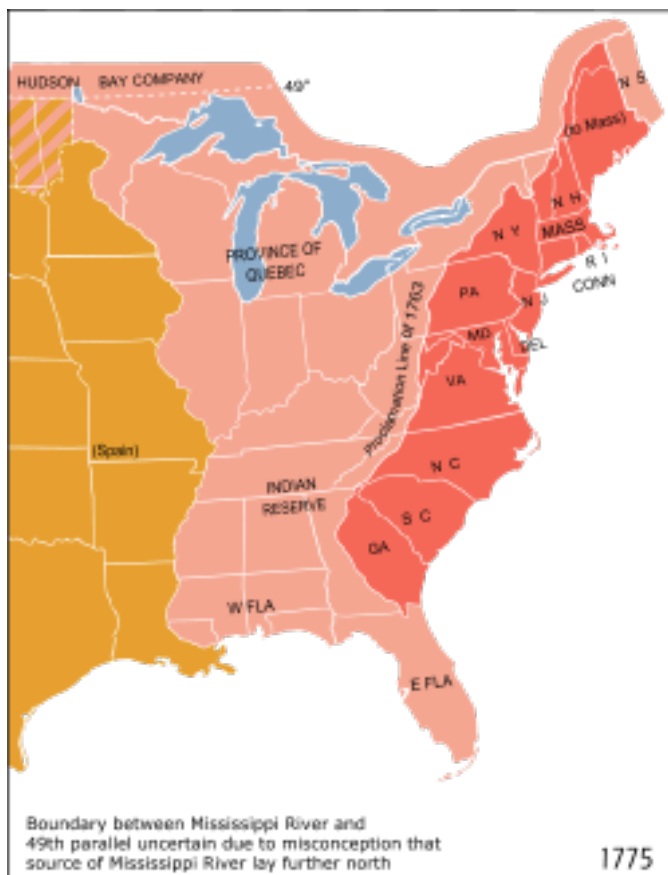 HUDSON BAY COMPANY
49°
N S
(to Mass)
N H
N Y
MASS
R I
CONN
PROVINCE OF
QUEBEC
PA
N J
MD
DEL
Proclamation Line of 1763
VA
(Spain)
N C
INDIAN
RESERVE
S C
GA
W FLA
E FLA
Boundary between Mississippi River and
49th parallel uncertain due to misconception that
source of Mississippi River lay further north
1775